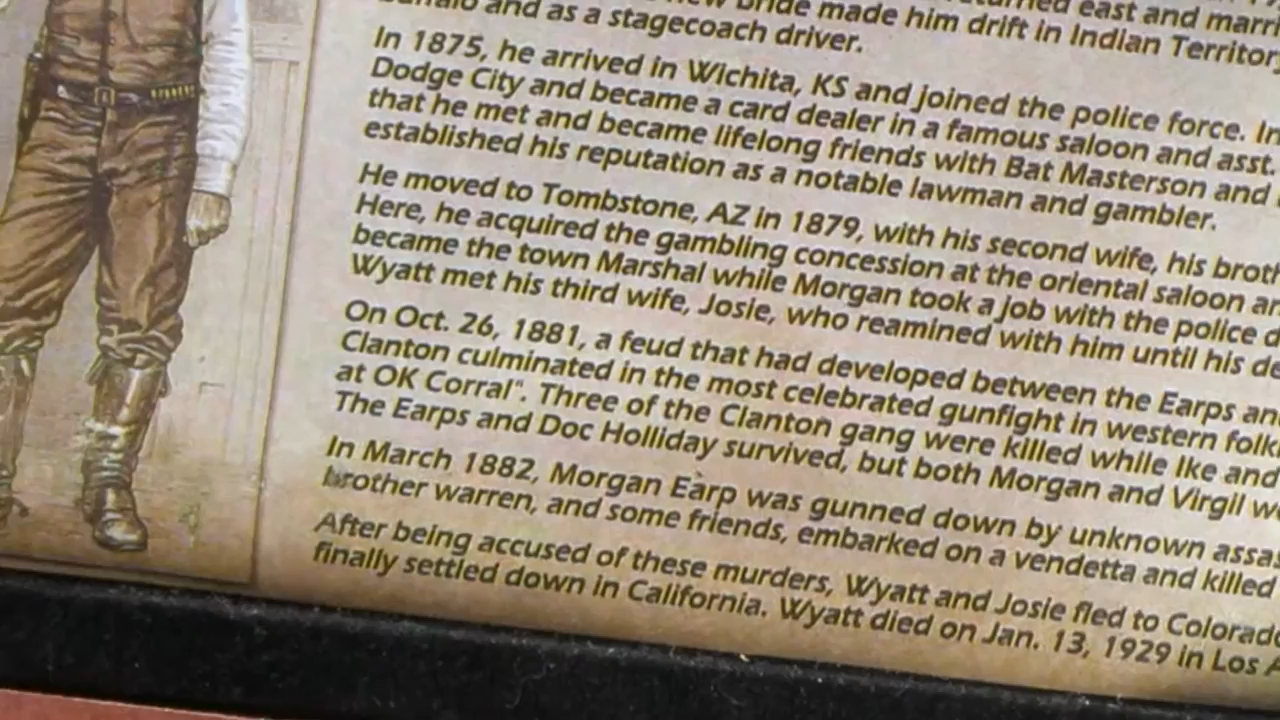 east and
bride made him drift in Indian
and as a stagecoach driver.
In 1875, he arrived in Wichita, KS and joined the police force.
Dodge City and became a card dealer in a famous saloon and asst.
that he met and became lifelong friends with Bat Masterson and
established his reputation as a notable lawman and gambler.
He moved to Tombstone, AZ in 1879, with his second wife, his
Here, he acquired the gambling concession at the oriental saloon
became the town Marshal while Morgan took a job with the police
Wyatt met his third wife, Josie, who reamined with him until his
On Oct. 26, 1881, a feud that had developed between the Earps
Clanton culminated in the most celebrated gunfight in western
at OK Corral". Three of the Clanton gang were killed while Ike and
The Earps and Doc Holliday survived, but both Morgan and Virgil
In March 1882, Morgan Earp was gunned down by unknown
brother warren, and some friends, embarked on a vendetta and killed
After being accused of these murders, Wyatt and Josie fled to
finally settled down in California. Wyatt died on Jan. 13, 1929 in Los